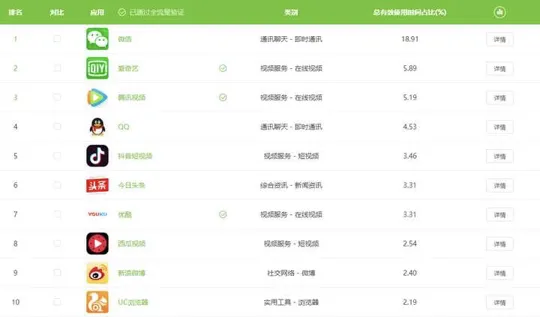 排名 对比 应用 已通过全流量验证 类别 总有效使用时间占比(%)
1 微信 通讯聊天 - 即时通讯 18.91 详情
2 爱奇艺 视频服务 - 在线视频 5.89 详情
3 腾讯视频 视频服务 - 在线视频 5.19 详情
4 QQ 通讯聊天 - 即时通讯 4.53 详情
5 抖音短视频 视频服务 - 短视频 3.46 详情
6 头条 今日头条 综合资讯 - 新闻资讯 3.31 详情
7 YOUKU 优酷 视频服务 - 在线视频 3.31 详情
8 西瓜视频 视频服务 - 短视频 2.54 详情
9 新浪微博 社交网络 - 微博 2.40 详情
10 UC浏览器 实用工具 - 浏览器 2.19 详情